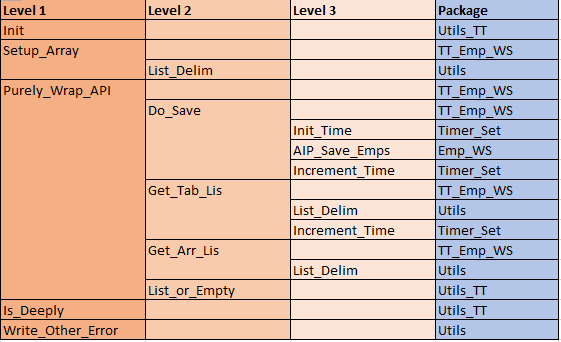 Level 1 Level 2 Level 3 Package
Init Utils_TT
Setup_Array TT_Emp_WS
List_Delim Utils
Purely_Wrap_API TT_Emp_WS
Do_Save TT_Emp_WS
Init_Time Timer_Set
AIP_Save_Emps Emp_WS
Increment_Time Timer_Set
Get_Tab_Lis TT_Emp_WS
List_Delim Utils
Increment_Time Timer_Set
Get_Arr_Lis TT_Emp_WS
List_Delim Utils
List_or_Empty Utils_TT
Is_Deeply Utils_TT
Write_Other_Error Utils